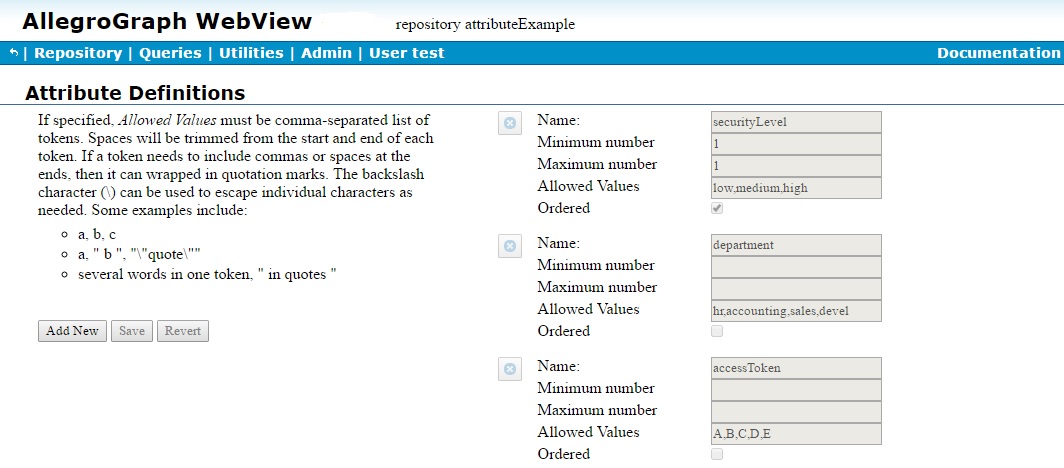 AllegroGraph WebView repository attributeExample
| Repository | Queries | Utilities | Admin | User test Documentation
Attribute Definitions
If specified, Allowed Values must be comma-separated list of
tokens. Spaces will be trimmed from the start and end of each
token. If a token needs to include commas or spaces at the
ends, then it can wrapped in quotation marks. The backslash
character (\) can be used to escape individual characters as
needed. Some examples include:
a, b, c
a, " b ", "\"quote\""
several words in one token, " in quotes "
Add New Save Revert
Name: securityLevel
Minimum number 1
Maximum number 1
Allowed Values low,medium,high
Ordered
Name: department
Minimum number
Maximum number
Allowed Values hr,accounting,sales,devel
Ordered
Name: accessToken
Minimum number
Maximum number
Allowed Values A,B,C,D,E
Ordered